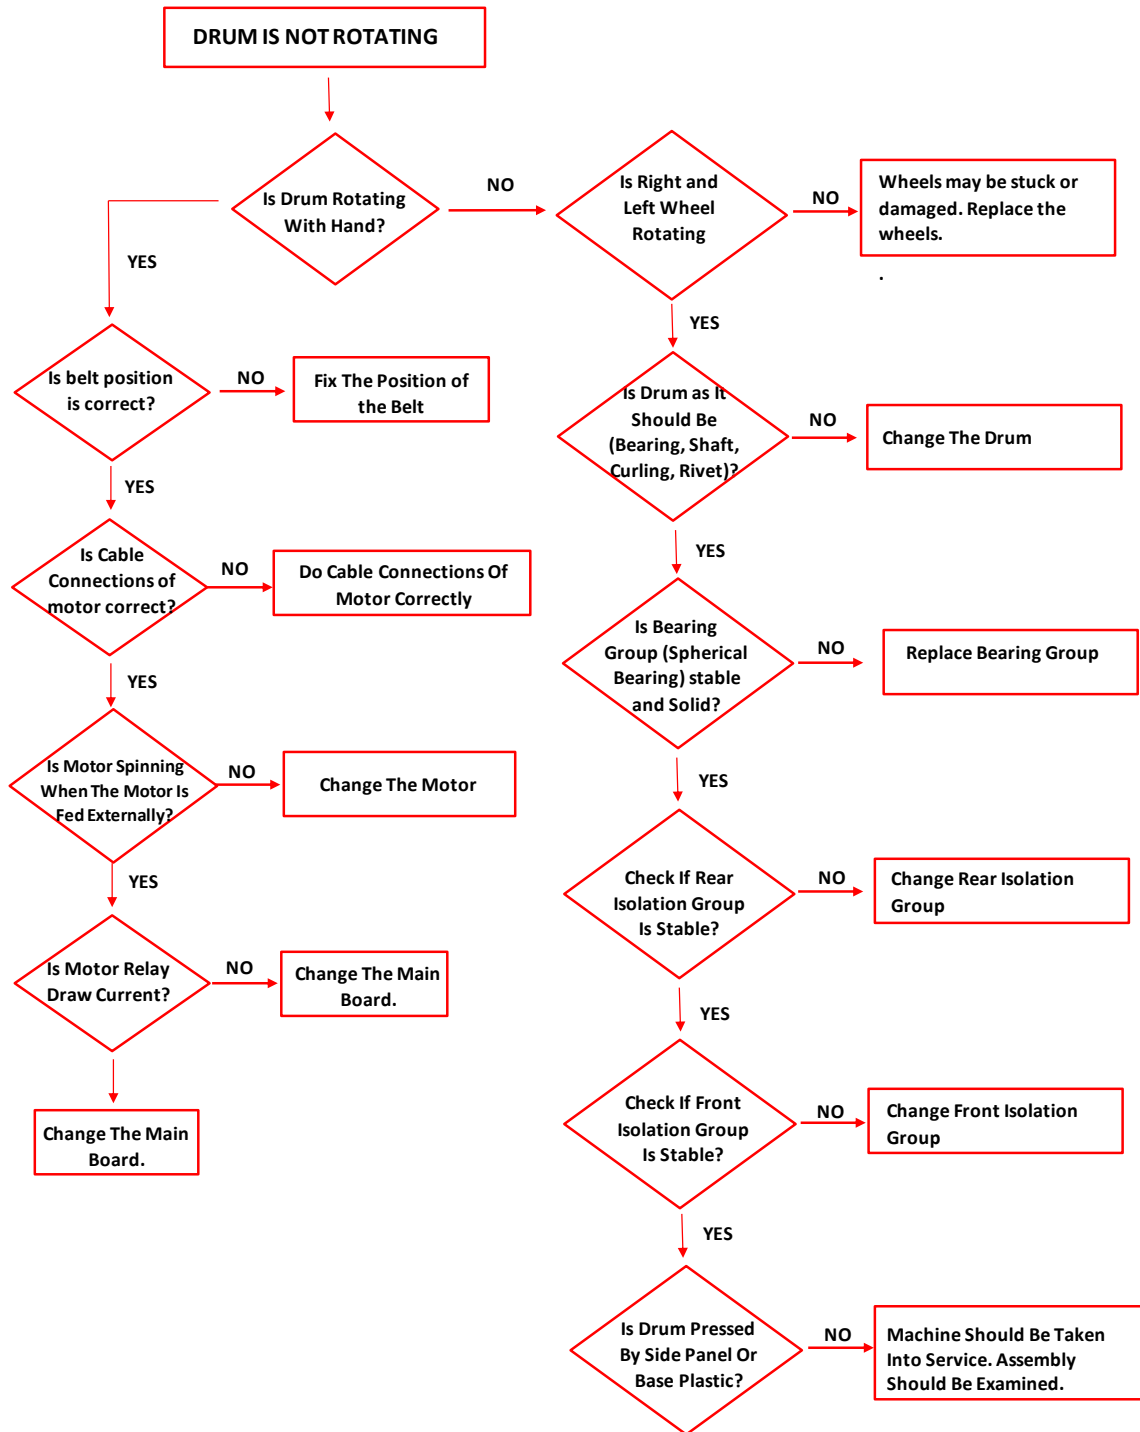 DRUM IS NOT ROTATING
Is Drum Rotating
With Hand?
NO
Is Right and
Left Wheel
Rotating
NO
Wheels may be stuck or
damaged. Replace the
wheels.
.
YES
YES
Is belt position
is correct?
NO
Fix The Position of
the Belt
Is Drum as It
Should Be
(Bearing, Shaft,
Curling, Rivet)?
NO
Change The Drum
YES
YES
Is Cable
Connections of
motor correct?
NO
Do Cable Connections Of
Motor Correctly
Is Bearing
Group (Spherical
Bearing) stable
and Solid?
NO
Replace Bearing Group
YES
YES
Is Motor Spinning
When The Motor Is
Fed Externally?
NO
Change The Motor
Check If Rear
Isolation Group
Is Stable?
NO
Change Rear Isolation
Group
YES
YES
Is Motor Relay
Draw Current?
NO
Change The Main
Board.
Check If Front
Isolation Group
Is Stable?
NO
Change Front Isolation
Group
Change The Main
Board.
YES
Is Drum Pressed
By Side Panel Or
Base Plastic?
NO
Machine Should Be Taken
Into Service. Assembly
Should Be Examined.